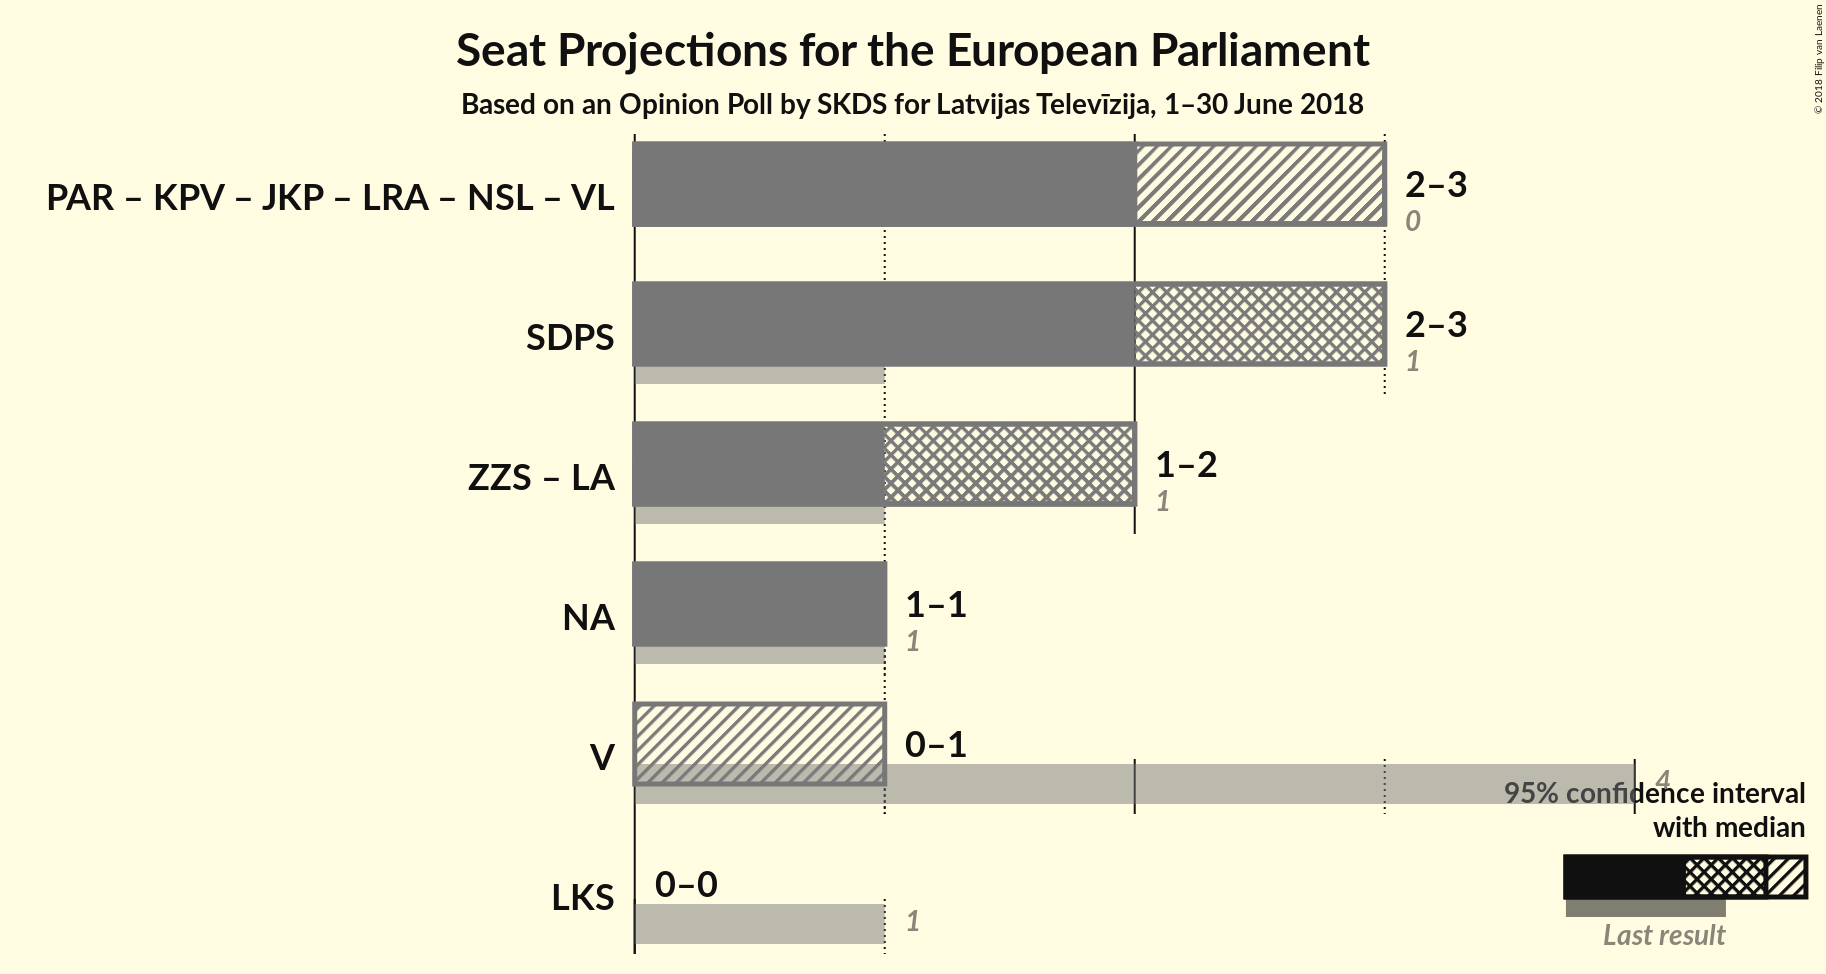 Seat Projections for the European Parliament
Based on an Opinion Poll by SKDS for Latvijas Televīzija, 1–30 June 2018
© 2018 Filip van Laenen
PAR – KPV – JKP – LRA – NSL – VL
2–3
0
SDPS
2–3
1
ZZS – LA
1–2
1
NA
1–1
1
V
0–1
4
LKS
0–0
1
95% confidence interval
with median
Last result